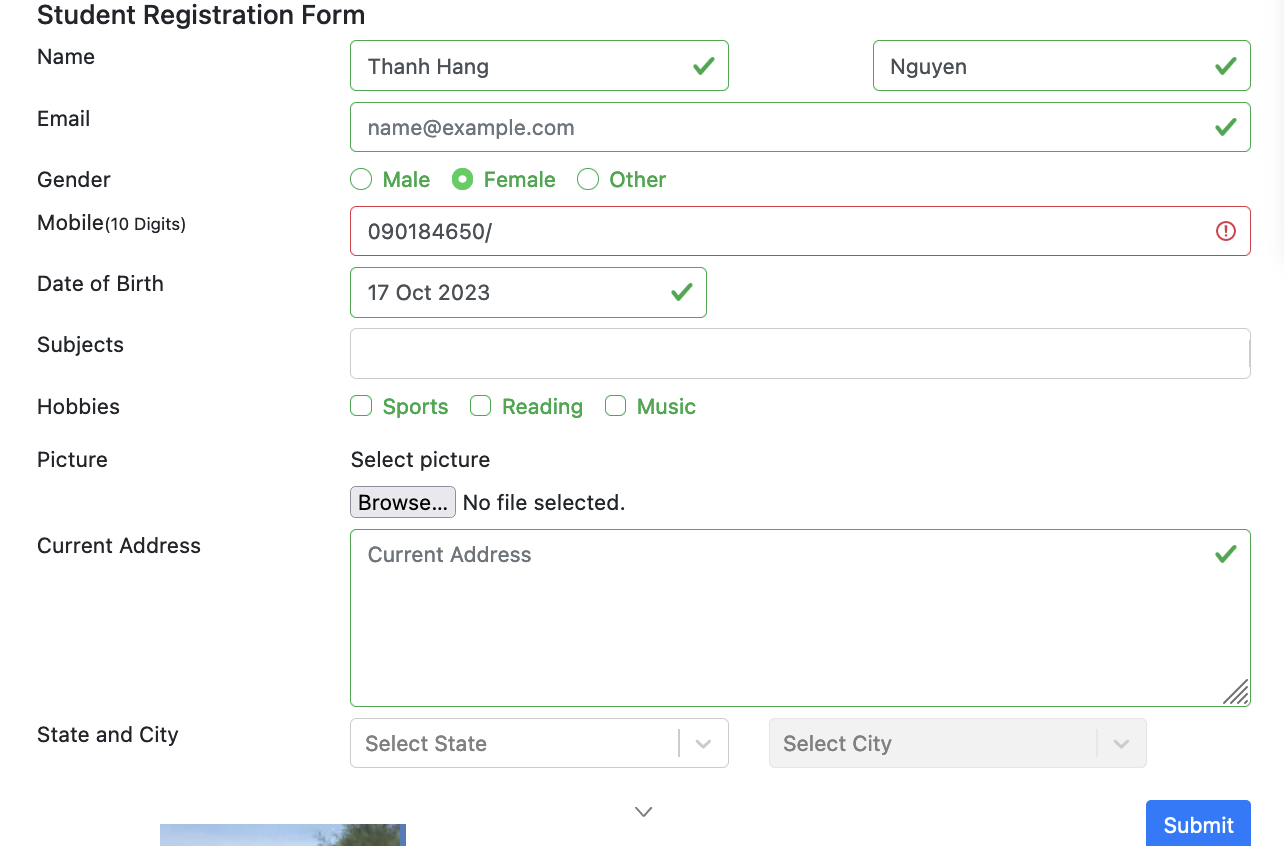 Student Registration Form
Name
Thanh Hang
Nguyen
Email
name@example.com
Gender
Male Female Other
Mobile(10 Digits)
090184650/
Date of Birth
17 Oct 2023
Subjects
Hobbies
Sports Reading Music
Picture
Select picture
Browse... No file selected.
Current Address
Current Address
State and City
Select State
Select City
Submit